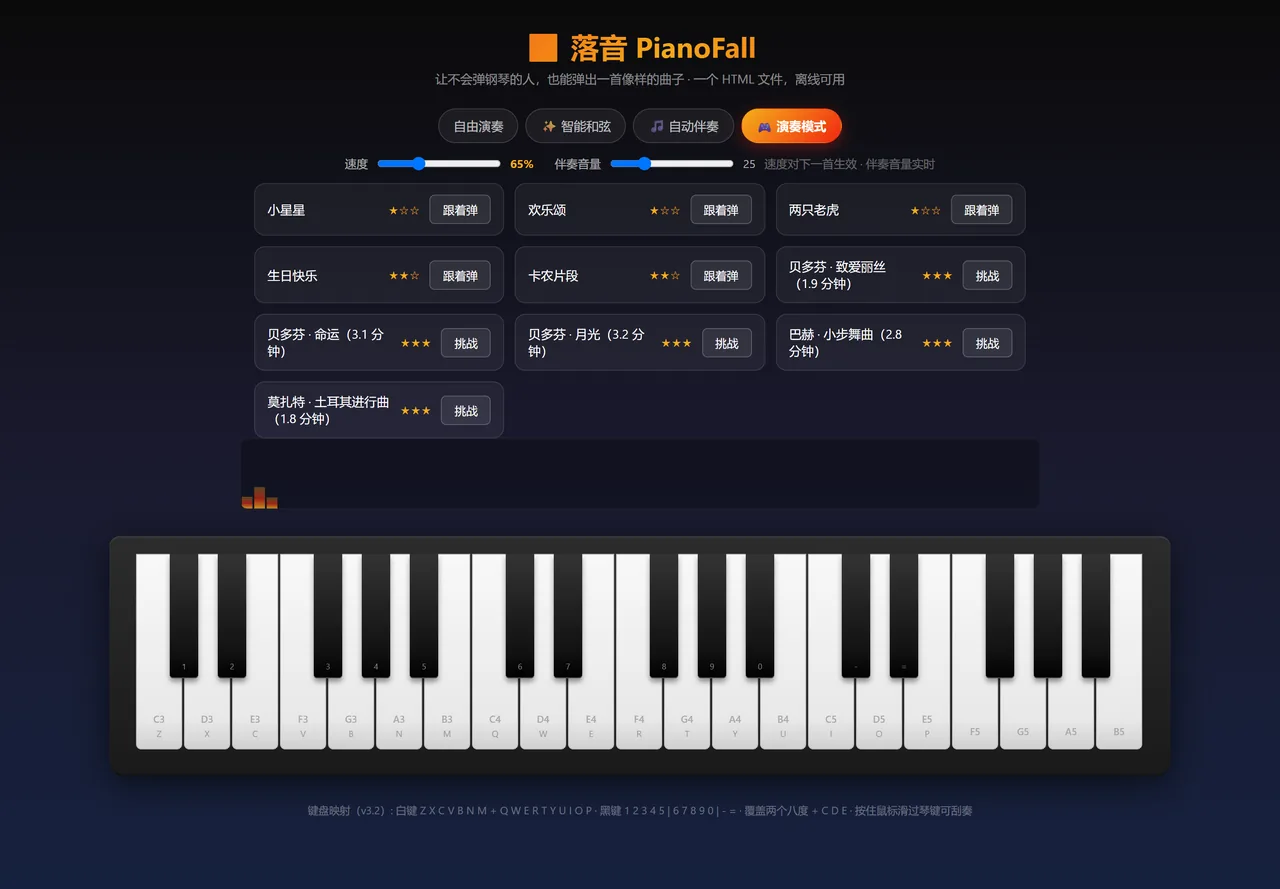 落音 PianoFall
让不会弹钢琴的人，也能弹出一首像样的曲子 · 一个 HTML 文件，离线可用
自由演奏 ✨ 智能和弦 🎵 自动伴奏 🎮 演奏模式
速度 65% 伴奏音量 25 速度对下一首生效 · 伴奏音量实时
小星星 ★☆☆ 跟着弹
欢乐颂 ★☆☆ 跟着弹
两只老虎 ★☆☆ 跟着弹
生日快乐 ★★☆ 跟着弹
卡农片段 ★★☆ 跟着弹
贝多芬 · 致爱丽丝
（1.9 分钟） ★★★ 挑战
贝多芬 · 命运（3.1 分
钟） ★★★ 挑战
贝多芬 · 月光（3.2 分
钟） ★★★ 挑战
巴赫 · 小步舞曲（2.8
分钟） ★★★ 挑战
莫扎特 · 土耳其进行曲
（1.8 分钟） ★★★ 挑战
1 2 3 4 5 6 7 8 9 0 - =
C3 D3 E3 F3 G3 A3 B3 C4 D4 E4 F4 G4 A4 B4 C5 D5 E5 F5 G5 A5 B5
Z X C V B N M Q W E R T Y U I O P
键盘映射（v3.2）: 白键 Z X C V B N M + Q W E R T Y U I O P · 黑键 1 2 3 4 5 | 6 7 8 9 0 | - = · 覆盖两个八度 + C D E · 按住鼠标滑过琴键可刮奏